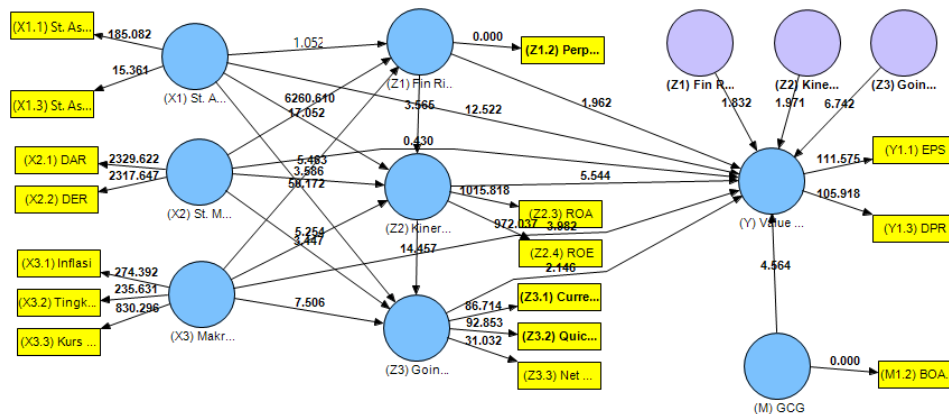 (X1.1) St. As...
185.082
15.361
(X1.3) St. As...
(X1) St. A...
1.052
(Z1) Fin Ri...
0.000
(Z1.2) Perp...
(Z1) Fin R...
(Z2) Kine...
(Z3) Goin...
1.832
1.971
6.742
6260.610
17.052
3.565
12.522
1.962
(X2.1) DAR
2329.622
2317.647
(X2.2) DER
(X2) St. M...
0.430
5.463
3.586
58.172
5.544
1015.818
(Z2.3) ROA
972.037
3.982
(Z2.4) ROE
(Z2) Kiner...
(Y) Value ...
111.575
(Y1.1) EPS
105.918
(Y1.3) DPR
5.254
3.447
14.457
2.146
4.564
(X3.1) Inflasi
274.392
235.631
(X3.2) Tingk...
830.296
(X3.3) Kurs ...
(X3) Makr...
7.506
(Z3) Goin...
86.714
(Z3.1) Curre...
92.853
(Z3.2) Quic...
31.032
(Z3.3) Net ...
0.000
(M1.2) BOA...
(M) GCG